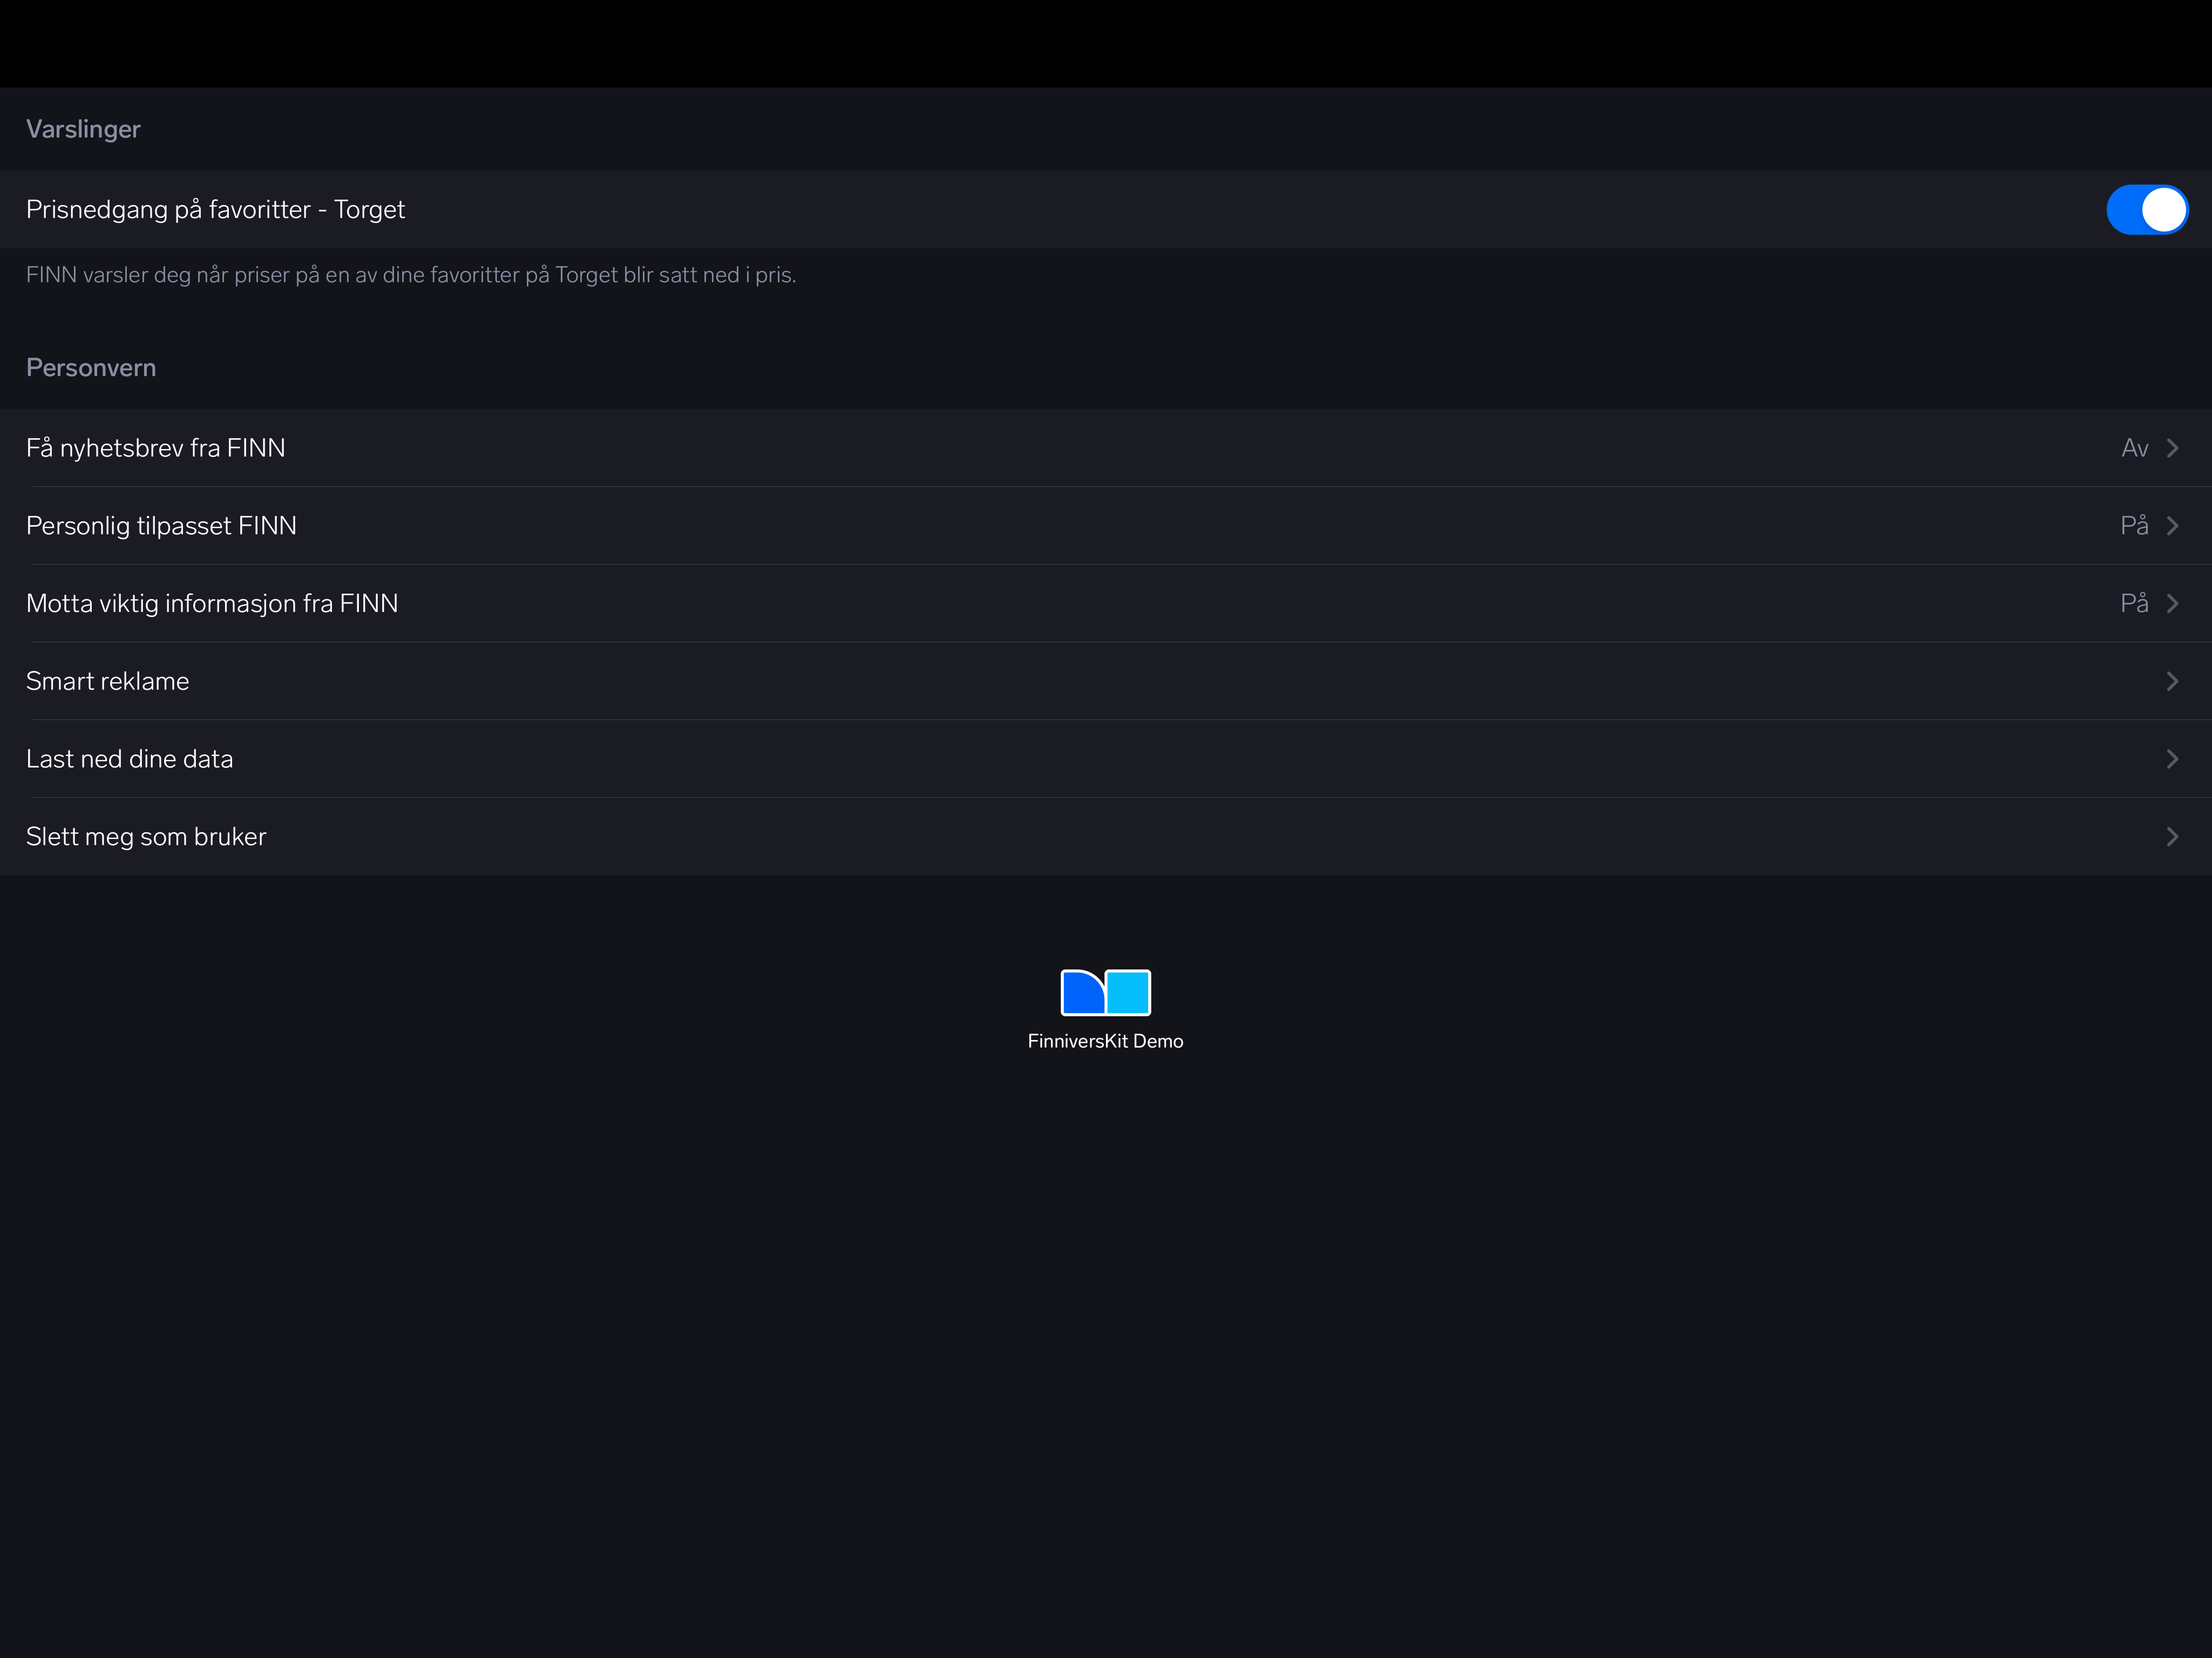 Varslinger
Prisnedgang på favoritter - Torget
FINN varsler deg når priser på en av dine favoritter på Torget blir satt ned i pris.
Personvern
Få nyhetsbrev fra FINN Av
Personlig tilpasset FINN På
Motta viktig informasjon fra FINN På
Smart reklame
Last ned dine data
Slett meg som bruker
FinniversKit Demo